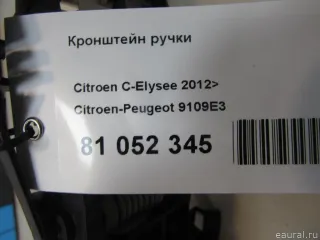 Кронштейн ручки
Citroen C-Elysee 2012>
Citroen-Peugeot 9109E3
81 052 345
eaural.ru